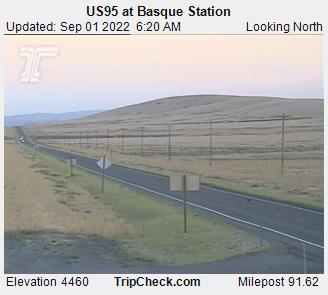 US95 at Basque Station
Updated: Sep 01 2022 6:20 AM Looking North
Elevation 4460 TripCheck.com Milepost 91.62